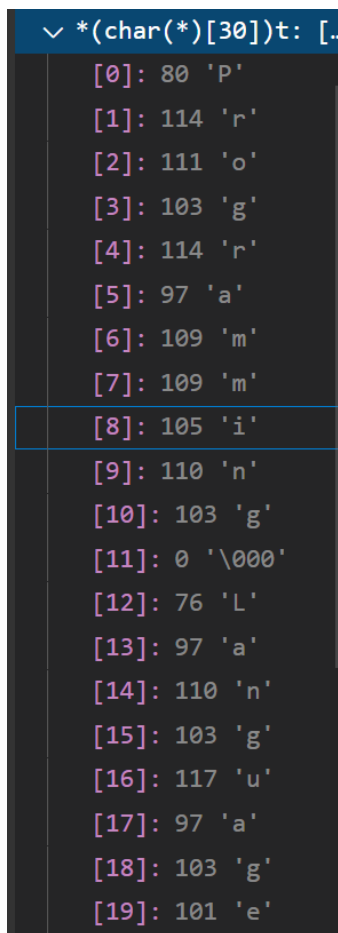 *(char(*)[30])t: [...
[0]: 80 'P'
[1]: 114 'r'
[2]: 111 'o'
[3]: 103 'g'
[4]: 114 'r'
[5]: 97 'a'
[6]: 109 'm'
[7]: 109 'm'
[8]: 105 'i'
[9]: 110 'n'
[10]: 103 'g'
[11]: 0 '\000'
[12]: 76 'L'
[13]: 97 'a'
[14]: 110 'n'
[15]: 103 'g'
[16]: 117 'u'
[17]: 97 'a'
[18]: 103 'g'
[19]: 101 'e'